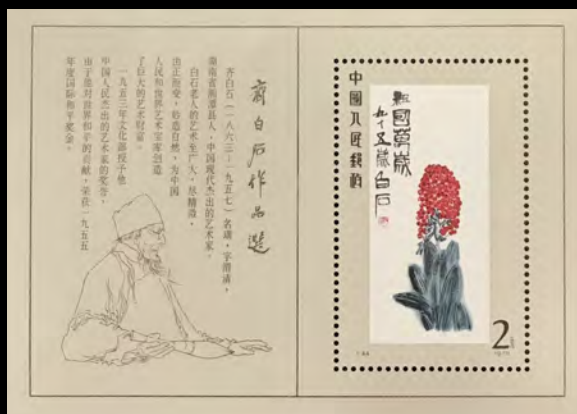 齊白石作品選
齐白石(一八六三—一九五七)名璜,字渭清,
湖南省湘潭县人,中国现代杰出的艺术家。
白石老人的艺术至广大,尽精微,
妙造自然,为中国
人民和世界艺术宝库创造
了巨大的艺术财富。
一九五三年文化部授予他
中国人民杰出的艺术家的奖誉,
由于他对世界和平的贡献,荣获一九五五
年度国际和平奖金。
中國人民郵政
祖國萬歲
九十五歲白石
2